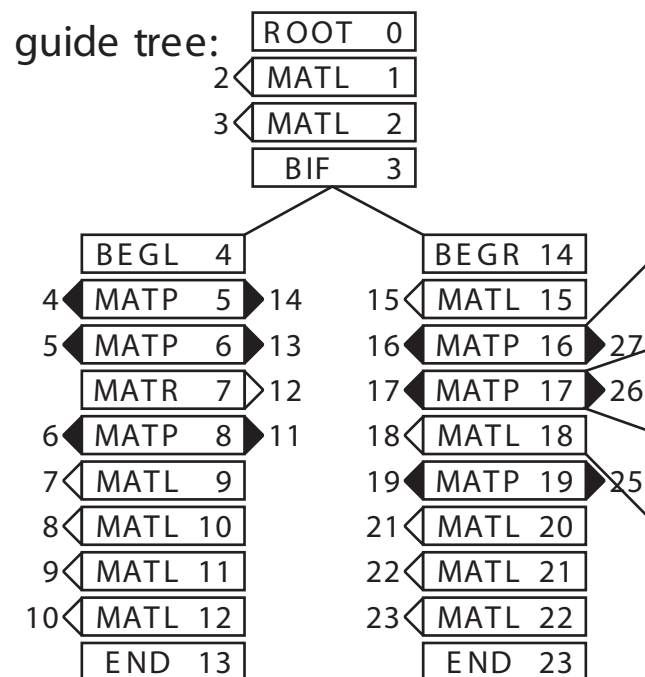 guide tree:
ROOT 0
2 MATL 1
3 MATL 2
BIF 3
BEGL 4
4 MATP 5 14
5 MATP 6 13
MATR 7 12
6 MATP 8 11
7 MATL 9
8 MATL 10
9 MATL 11
10 MATL 12
END 13
BEGR 14
15 MATL 15
16 MATP 16 27
17 MATP 17 26
18 MATL 18
19 MATP 19 25
21 MATL 20
22 MATL 21
23 MATL 22
END 23